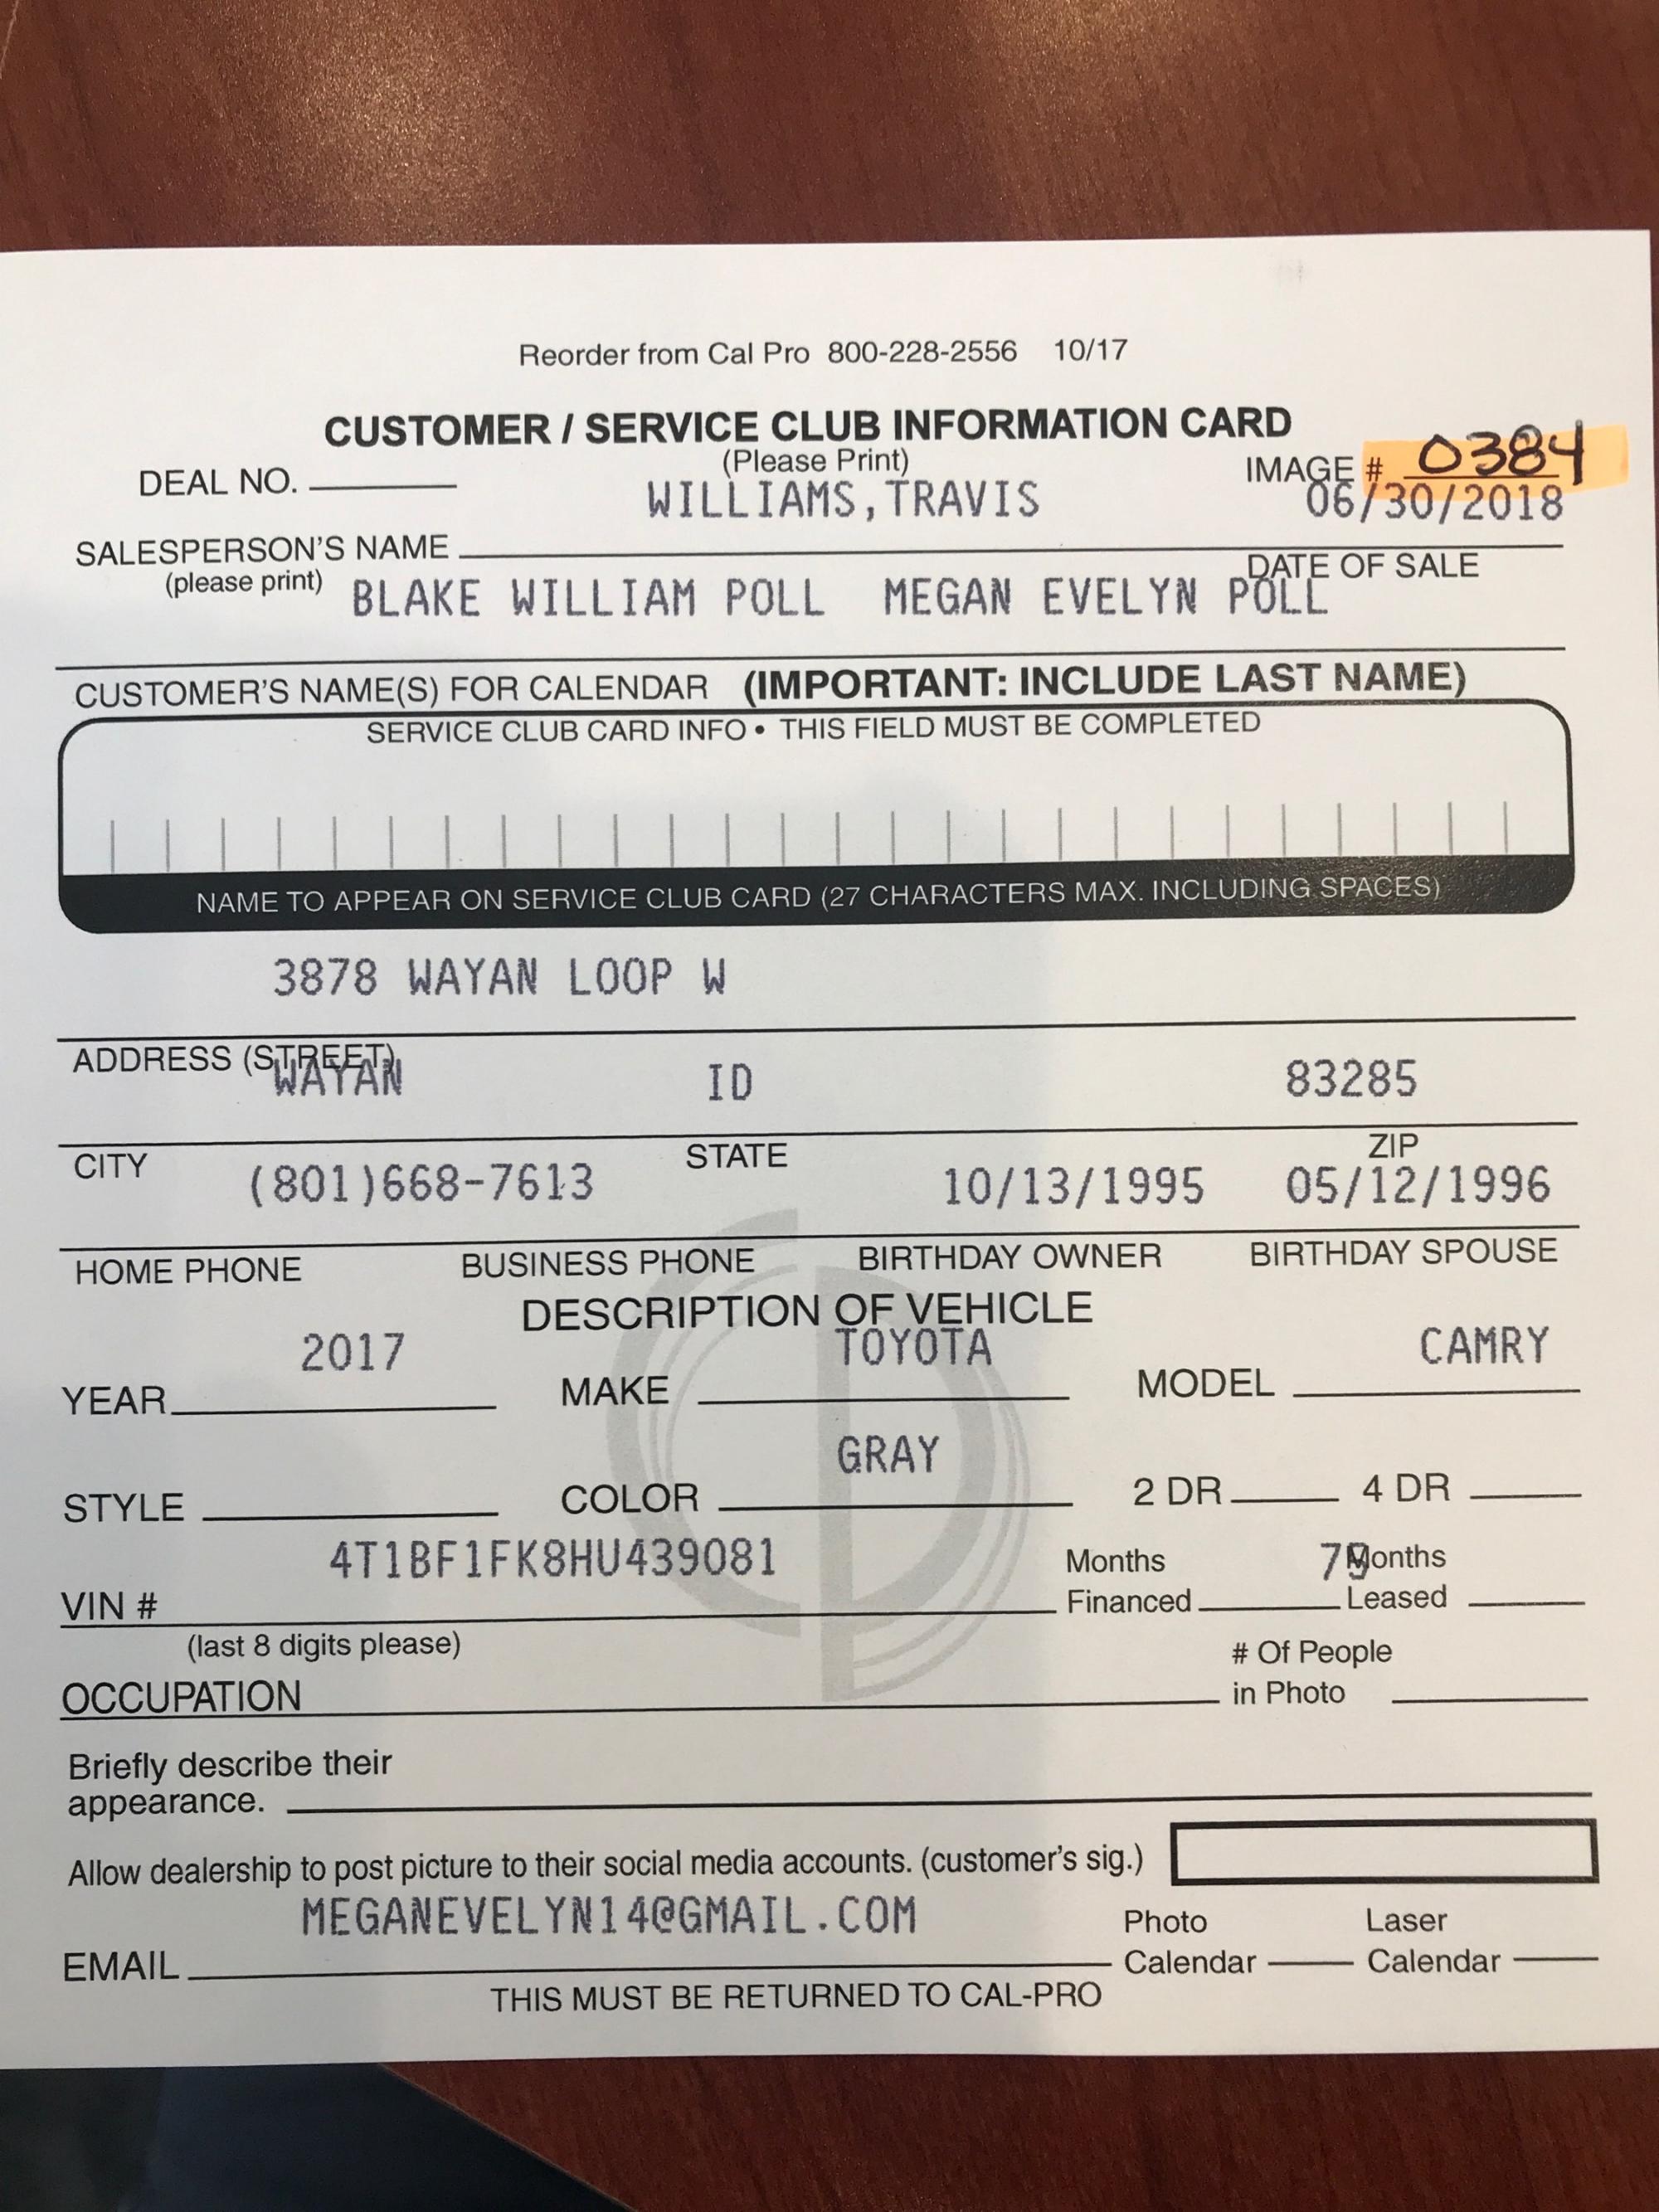 Reorder from Cal Pro 800-228-2556 10/17
CUSTOMER / SERVICE CLUB INFORMATION CARD
(Please Print)
DEAL NO. IMAGE # 0384
WILLIAMS,TRAVIS 06/30/2018
SALESPERSON'S NAME
(please print) DATE OF SALE
BLAKE WILLIAM POLL MEGAN EVELYN POLL
CUSTOMER'S NAME(S) FOR CALENDAR (IMPORTANT: INCLUDE LAST NAME)
SERVICE CLUB CARD INFO • THIS FIELD MUST BE COMPLETED
NAME TO APPEAR ON SERVICE CLUB CARD (27 CHARACTERS MAX. INCLUDING SPACES)
3878 WAYAN LOOP W
ADDRESS (STREET)
WAYAN ID 83285
CITY STATE ZIP
(801)668-7613 10/13/1995 05/12/1996
HOME PHONE BUSINESS PHONE BIRTHDAY OWNER BIRTHDAY SPOUSE
DESCRIPTION OF VEHICLE
2017 TOYOTA CAMRY
YEAR MAKE MODEL
GRAY
STYLE COLOR 2 DR 4 DR
4T1BF1FK8HU439081
VIN # Months Financed Months Leased
(last 8 digits please)
OCCUPATION # Of People in Photo
Briefly describe their
appearance.
Allow dealership to post picture to their social media accounts. (customer's sig.)
MEGANEVELYN14@GMAIL.COM
EMAIL Photo Calendar Laser Calendar
THIS MUST BE RETURNED TO CAL-PRO